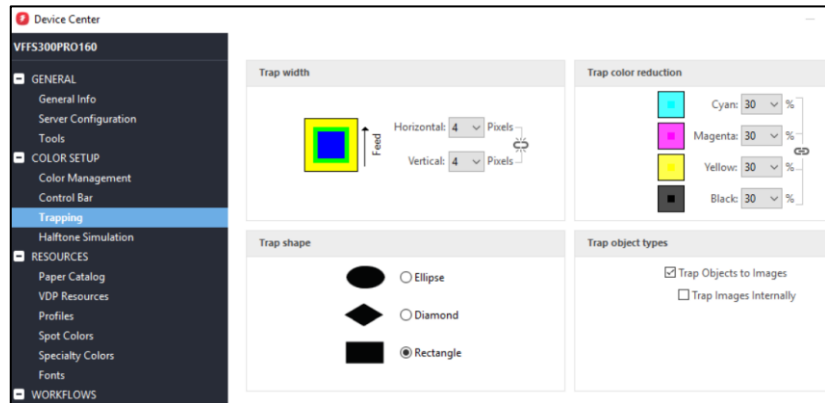 Device Center
VFFS300PRO160
GENERAL
General Info
Server Configuration
Tools
COLOR SETUP
Color Management
Control Bar
Trapping
Halftone Simulation
RESOURCES
Paper Catalog
VDP Resources
Profiles
Spot Colors
Specialty Colors
Fonts
WORKFLOWS
Trap width
Feed
Horizontal: 4 Pixels
Vertical: 4 Pixels
Trap color reduction
Cyan: 30 %
Magenta: 30 %
Yellow: 30 %
Black: 30 %
Trap shape
Ellipse
Diamond
Rectangle
Trap object types
Trap Objects to Images
Trap Images Internally